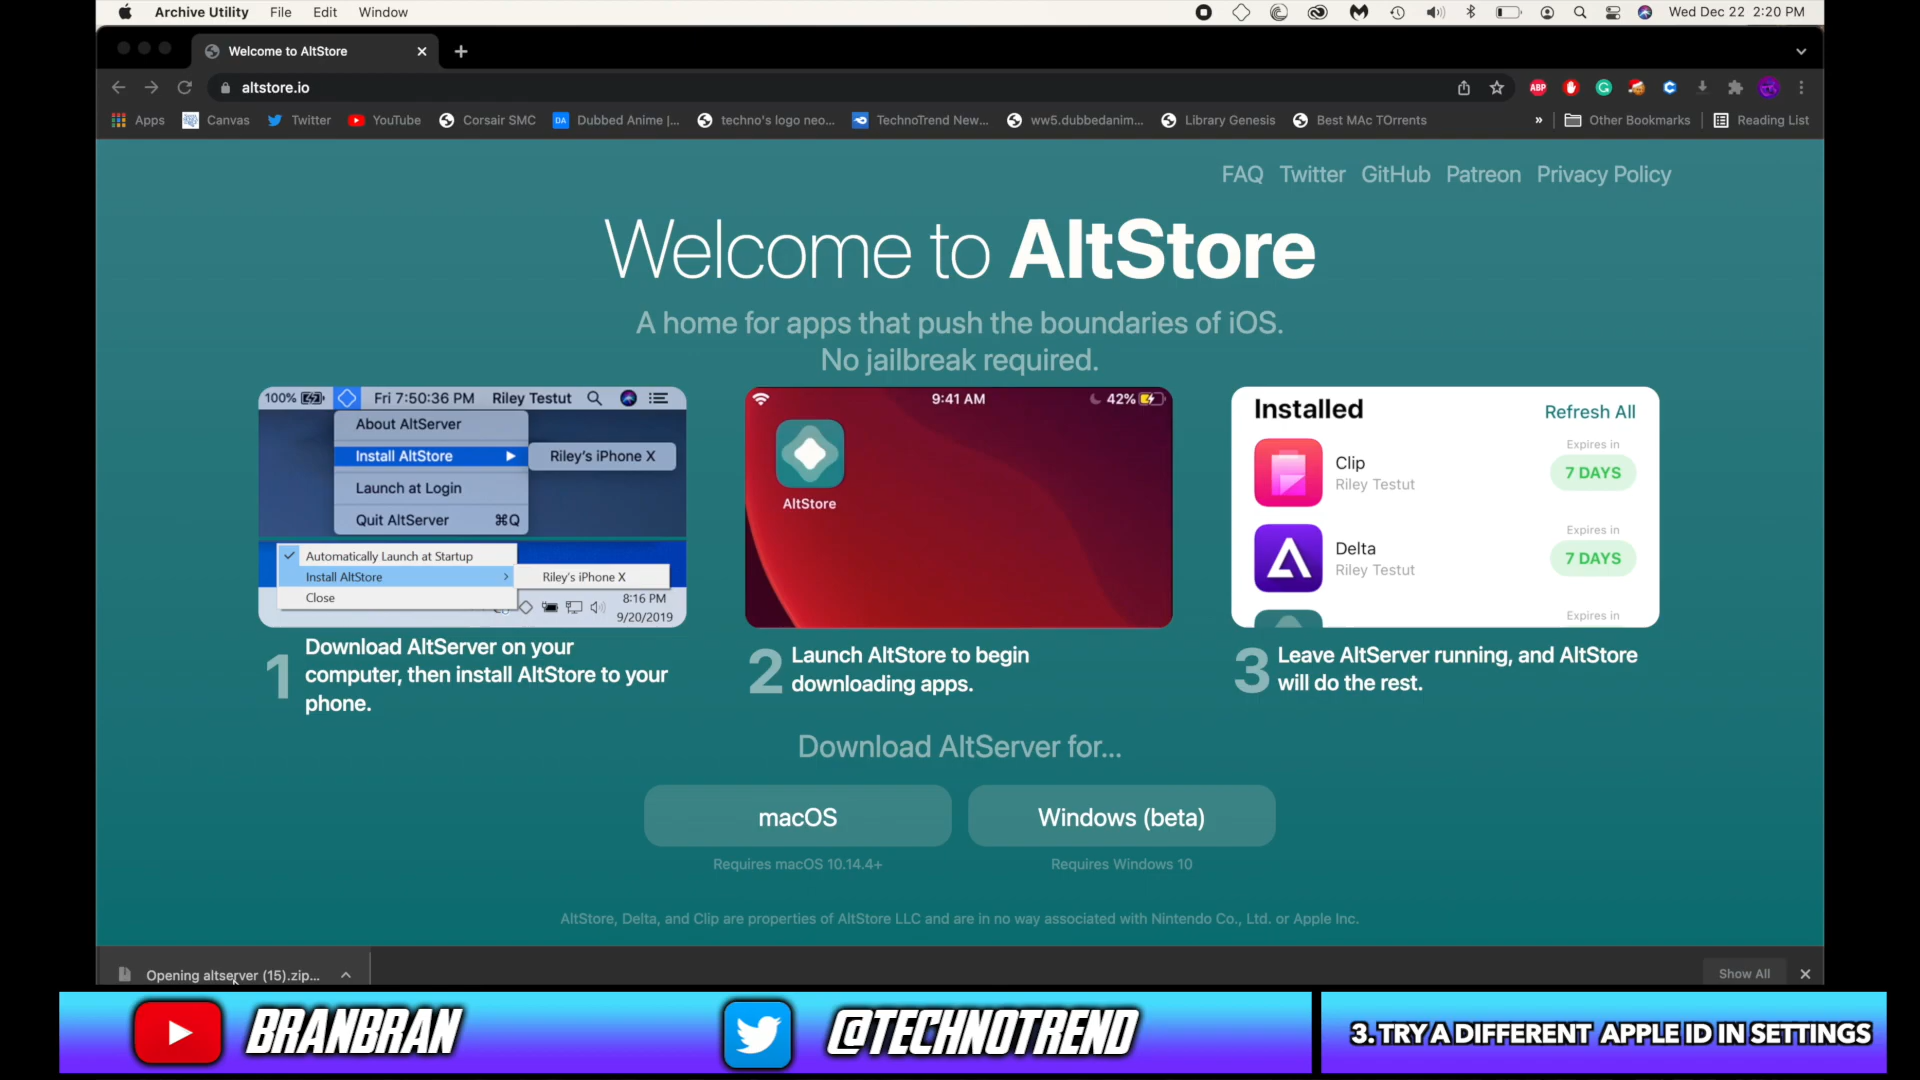 Archive Utility File Edit Window Wed Dec 22 2:20 PM
Welcome to AltStore
altstore.io
ABP
Apps Canvas Twitter YouTube Corsair SMC DA Dubbed Anime |... techno's logo neo... TechnoTrend New... ww5.dubbedanim... Library Genesis Best MAc TOrrents » Other Bookmarks Reading List
FAQ Twitter GitHub Patreon Privacy Policy
Welcome to AltStore
A home for apps that push the boundaries of iOS.
No jailbreak required.
100% Fri 7:50:36 PM Riley Testut
About AltServer
Install AltStore Riley's iPhone X
Launch at Login
Quit AltServer ⌘Q
Automatically Launch at Startup
Install AltStore Riley's iPhone X
Close
8:16 PM
9/20/2019
9:41 AM 42%
AltStore
Installed Refresh All
Expires in
Clip
Riley Testut
7 DAYS
Expires in
Delta
Riley Testut
7 DAYS
Expires in
1 Download AltServer on your
computer, then install AltStore to your
phone.
2 Launch AltStore to begin
downloading apps.
3 Leave AltServer running, and AltStore
will do the rest.
Download AltServer for...
macOS Windows (beta)
Requires macOS 10.14.4+ Requires Windows 10
AltStore, Delta, and Clip are properties of AltStore LLC and are in no way associated with Nintendo Co., Ltd. or Apple Inc.
Opening altserver (15).zip... Show All
BRANBRAN @TECHNOTREND 3. TRY A DIFFERENT APPLE ID IN SETTINGS